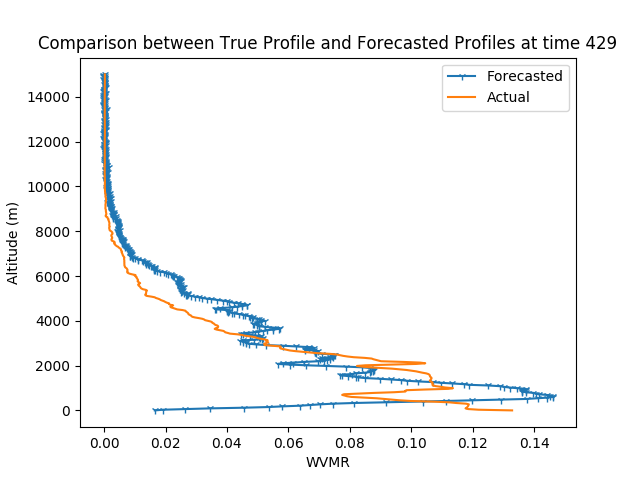 Comparison between True Profile and Forecasted Profiles at time 429
Forecasted
Actual
14000
12000
10000
8000
6000
4000
2000
0
Altitude (m)
0.00 0.02 0.04 0.06 0.08 0.10 0.12 0.14
WVMR